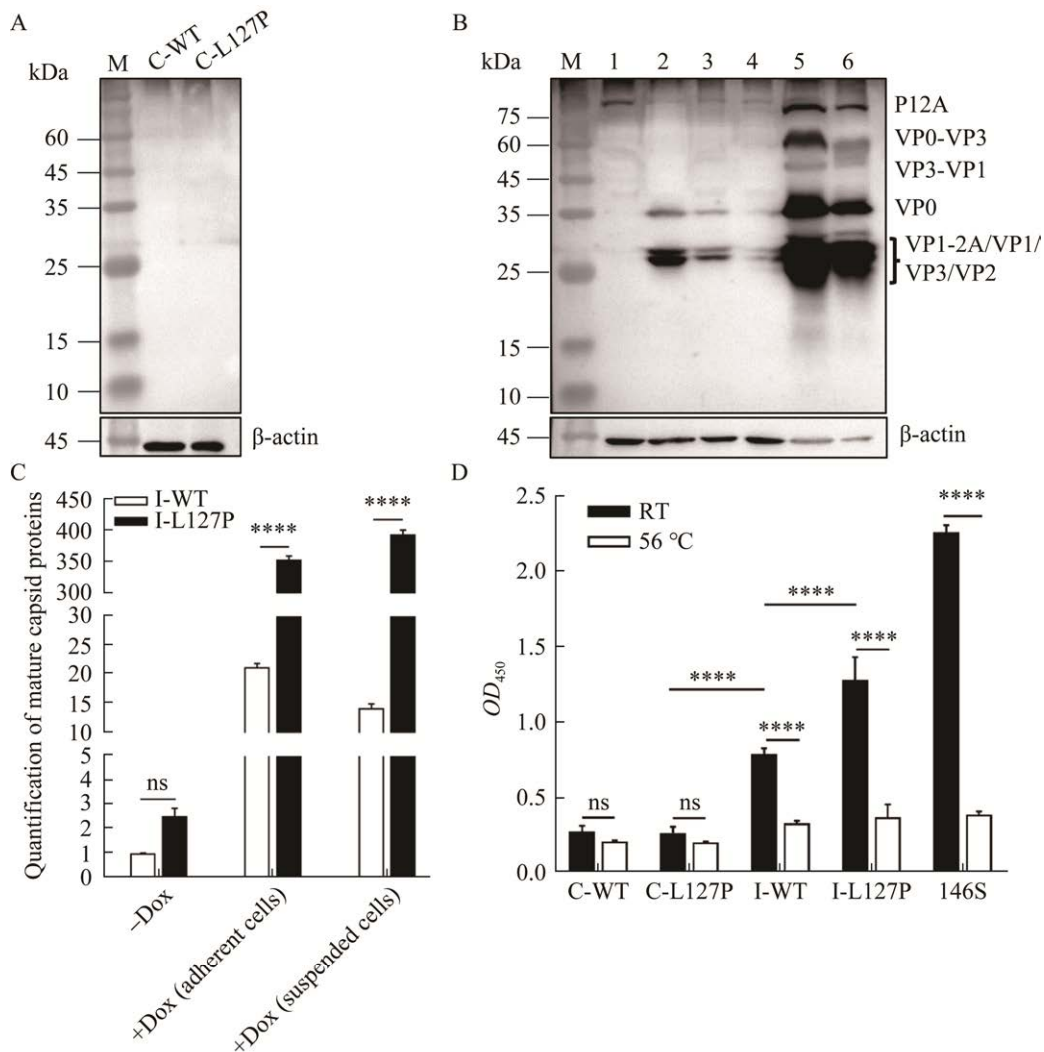 A
C-WT
C-L127P
kDa
M
60
45
35
25
15
10
45
β-actin
B
kDa
M 1 2 3 4 5 6
75
60
45
35
25
15
10
45
P12A
VP0-VP3
VP3-VP1
VP0
VP1-2A/VP1/
VP3/VP2
β-actin
C
Quantification of mature capsid proteins
450
400
350
300
30
25
20
15
10
5
4
3
2
1
0
I-WT
I-L127P
ns
****
****
–Dox
+Dox (adherent cells)
+Dox (suspended cells)
D
OD450
2.5
2.0
1.5
1.0
0.5
0.0
RT
56 ℃
ns
ns
****
****
****
****
****
C-WT C-L127P I-WT I-L127P 146S